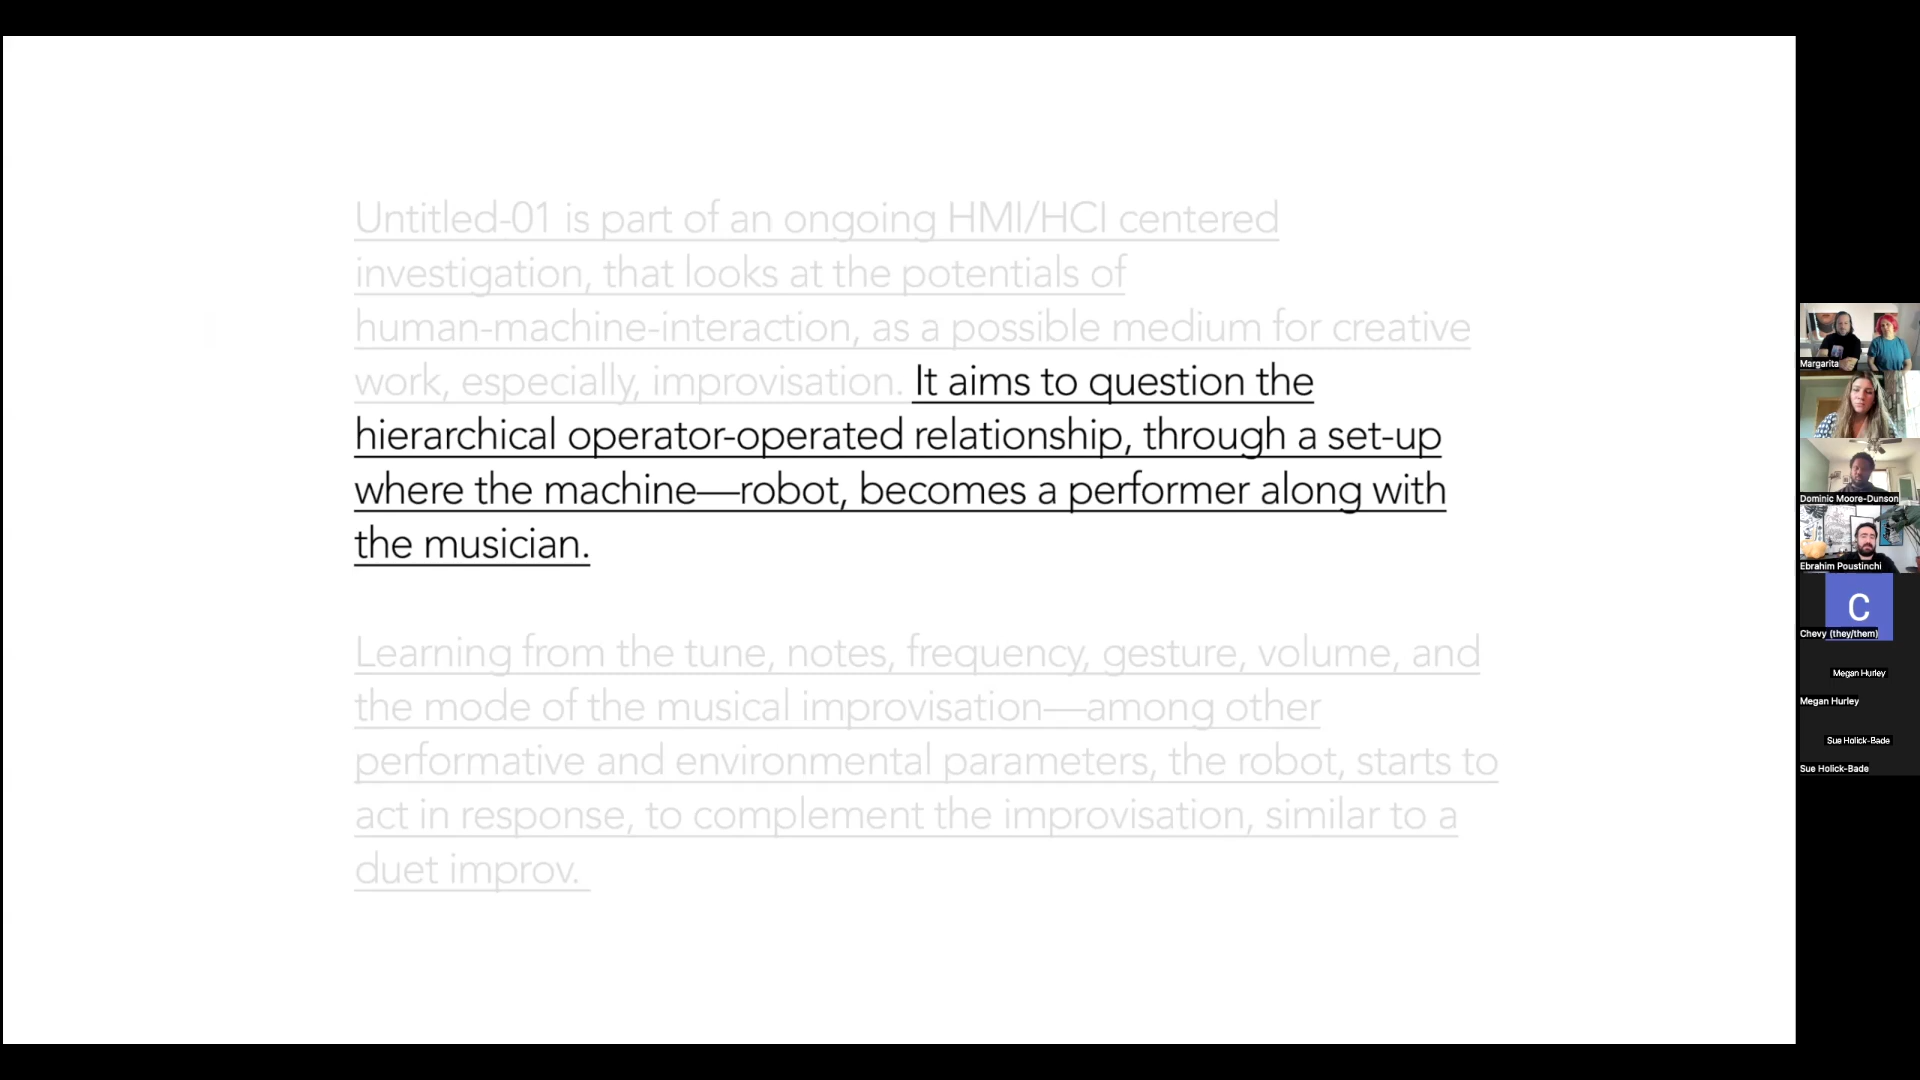 Untitled-01 is part of an ongoing HMI/HCI centered
investigation, that looks at the potentials of
human-machine-interaction, as a possible medium for creative
work, especially, improvisation. It aims to question the
hierarchical operator-operated relationship, through a set-up
where the machine—robot, becomes a performer along with
the musician.
Learning from the tune, notes, frequency, gesture, volume, and
the mode of the musical improvisation—among other
performative and environmental parameters, the robot, starts to
act in response, to complement the improvisation, similar to a
duet improv.
Margarita
Dominic Moore-Dunson
Ebrahim Poustinchi
C
Chevy (they/them)
Megan Hurley
Megan Hurley
Sue Holick-Bade
Sue Holick-Bade